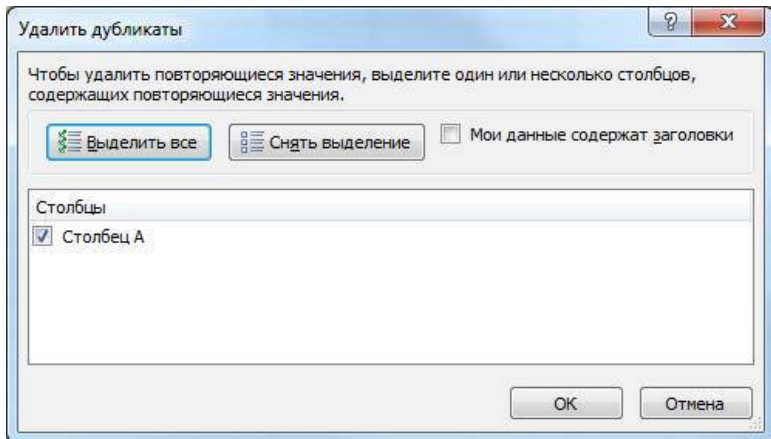 Удалить дубликаты
Чтобы удалить повторяющиеся значения, выделите один или несколько столбцов,
содержащих повторяющиеся значения.
Выделить все
Снять выделение
Мои данные содержат заголовки
Столбцы
Столбец A
ОК
Отмена